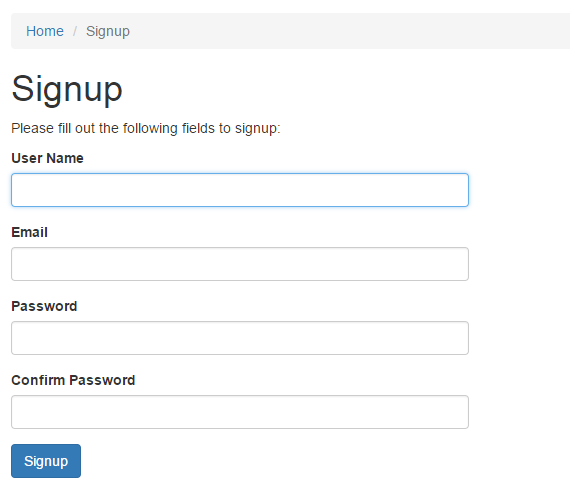 Home / Signup
Signup
Please fill out the following fields to signup:
User Name
Email
Password
Confirm Password
Signup